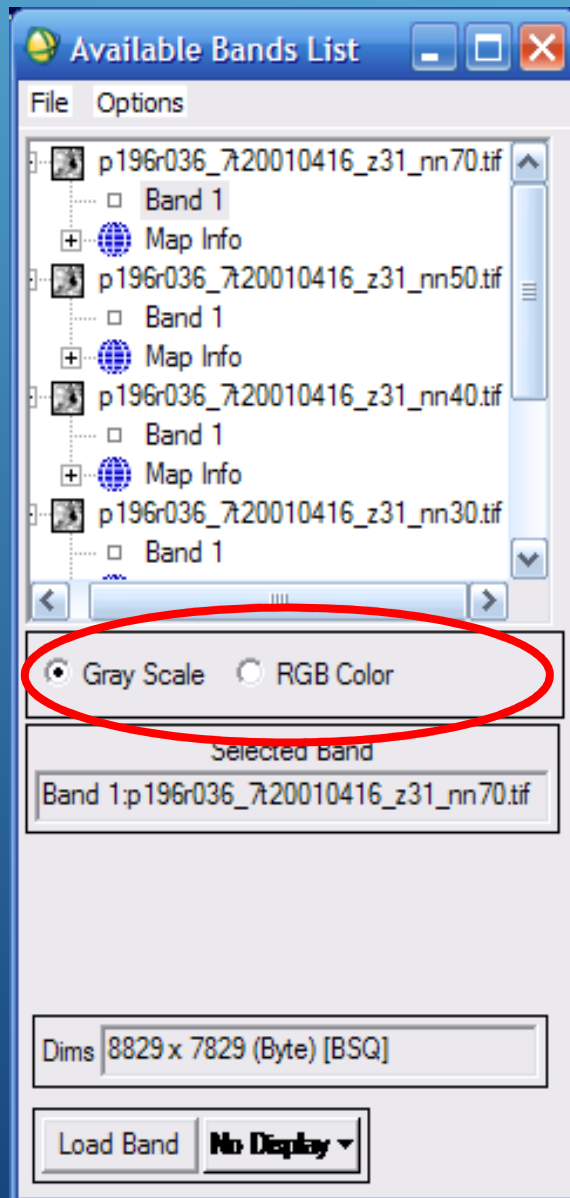 Available Bands List
File Options
p196r036_7t20010416_z31_nn70.tif
Band 1
Map Info
p196r036_7t20010416_z31_nn50.tif
Band 1
Map Info
p196r036_7t20010416_z31_nn40.tif
Band 1
Map Info
p196r036_7t20010416_z31_nn30.tif
Band 1
Gray Scale RGB Color
Selected Band
Band 1:p196r036_7t20010416_z31_nn70.tif
Dims 8829 x 7829 (Byte) [BSQ]
Load Band No Display